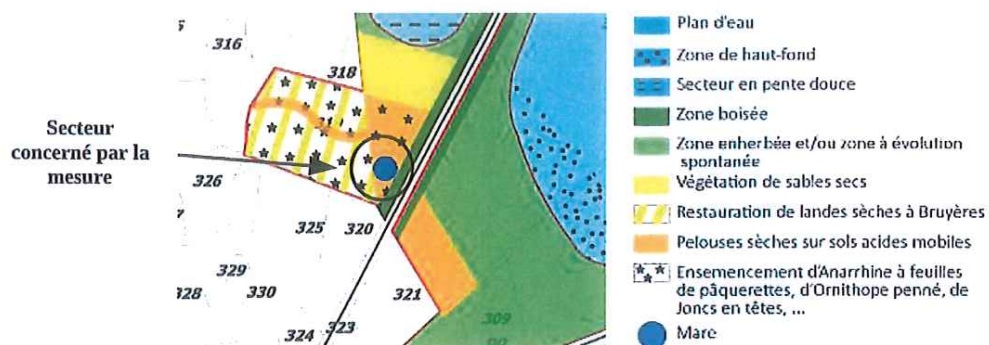 316
318
Secteur
concerné par la
mesure
326
325
320
329
330
328
321
324
323
309
Plan d'eau
Zone de haut-fond
Secteur en pente douce
Zone boisée
Zone enherbée et/ou zone à évolution
spontanée
Végétation de sables secs
Restauration de landes sèches à Bruyères
Pelouses sèches sur sols acides mobiles
Ensemencement d'Anarrhine à feuilles
de pâquerettes, d'Ornithope penné, de
Joncs en têtes, ...
Mare